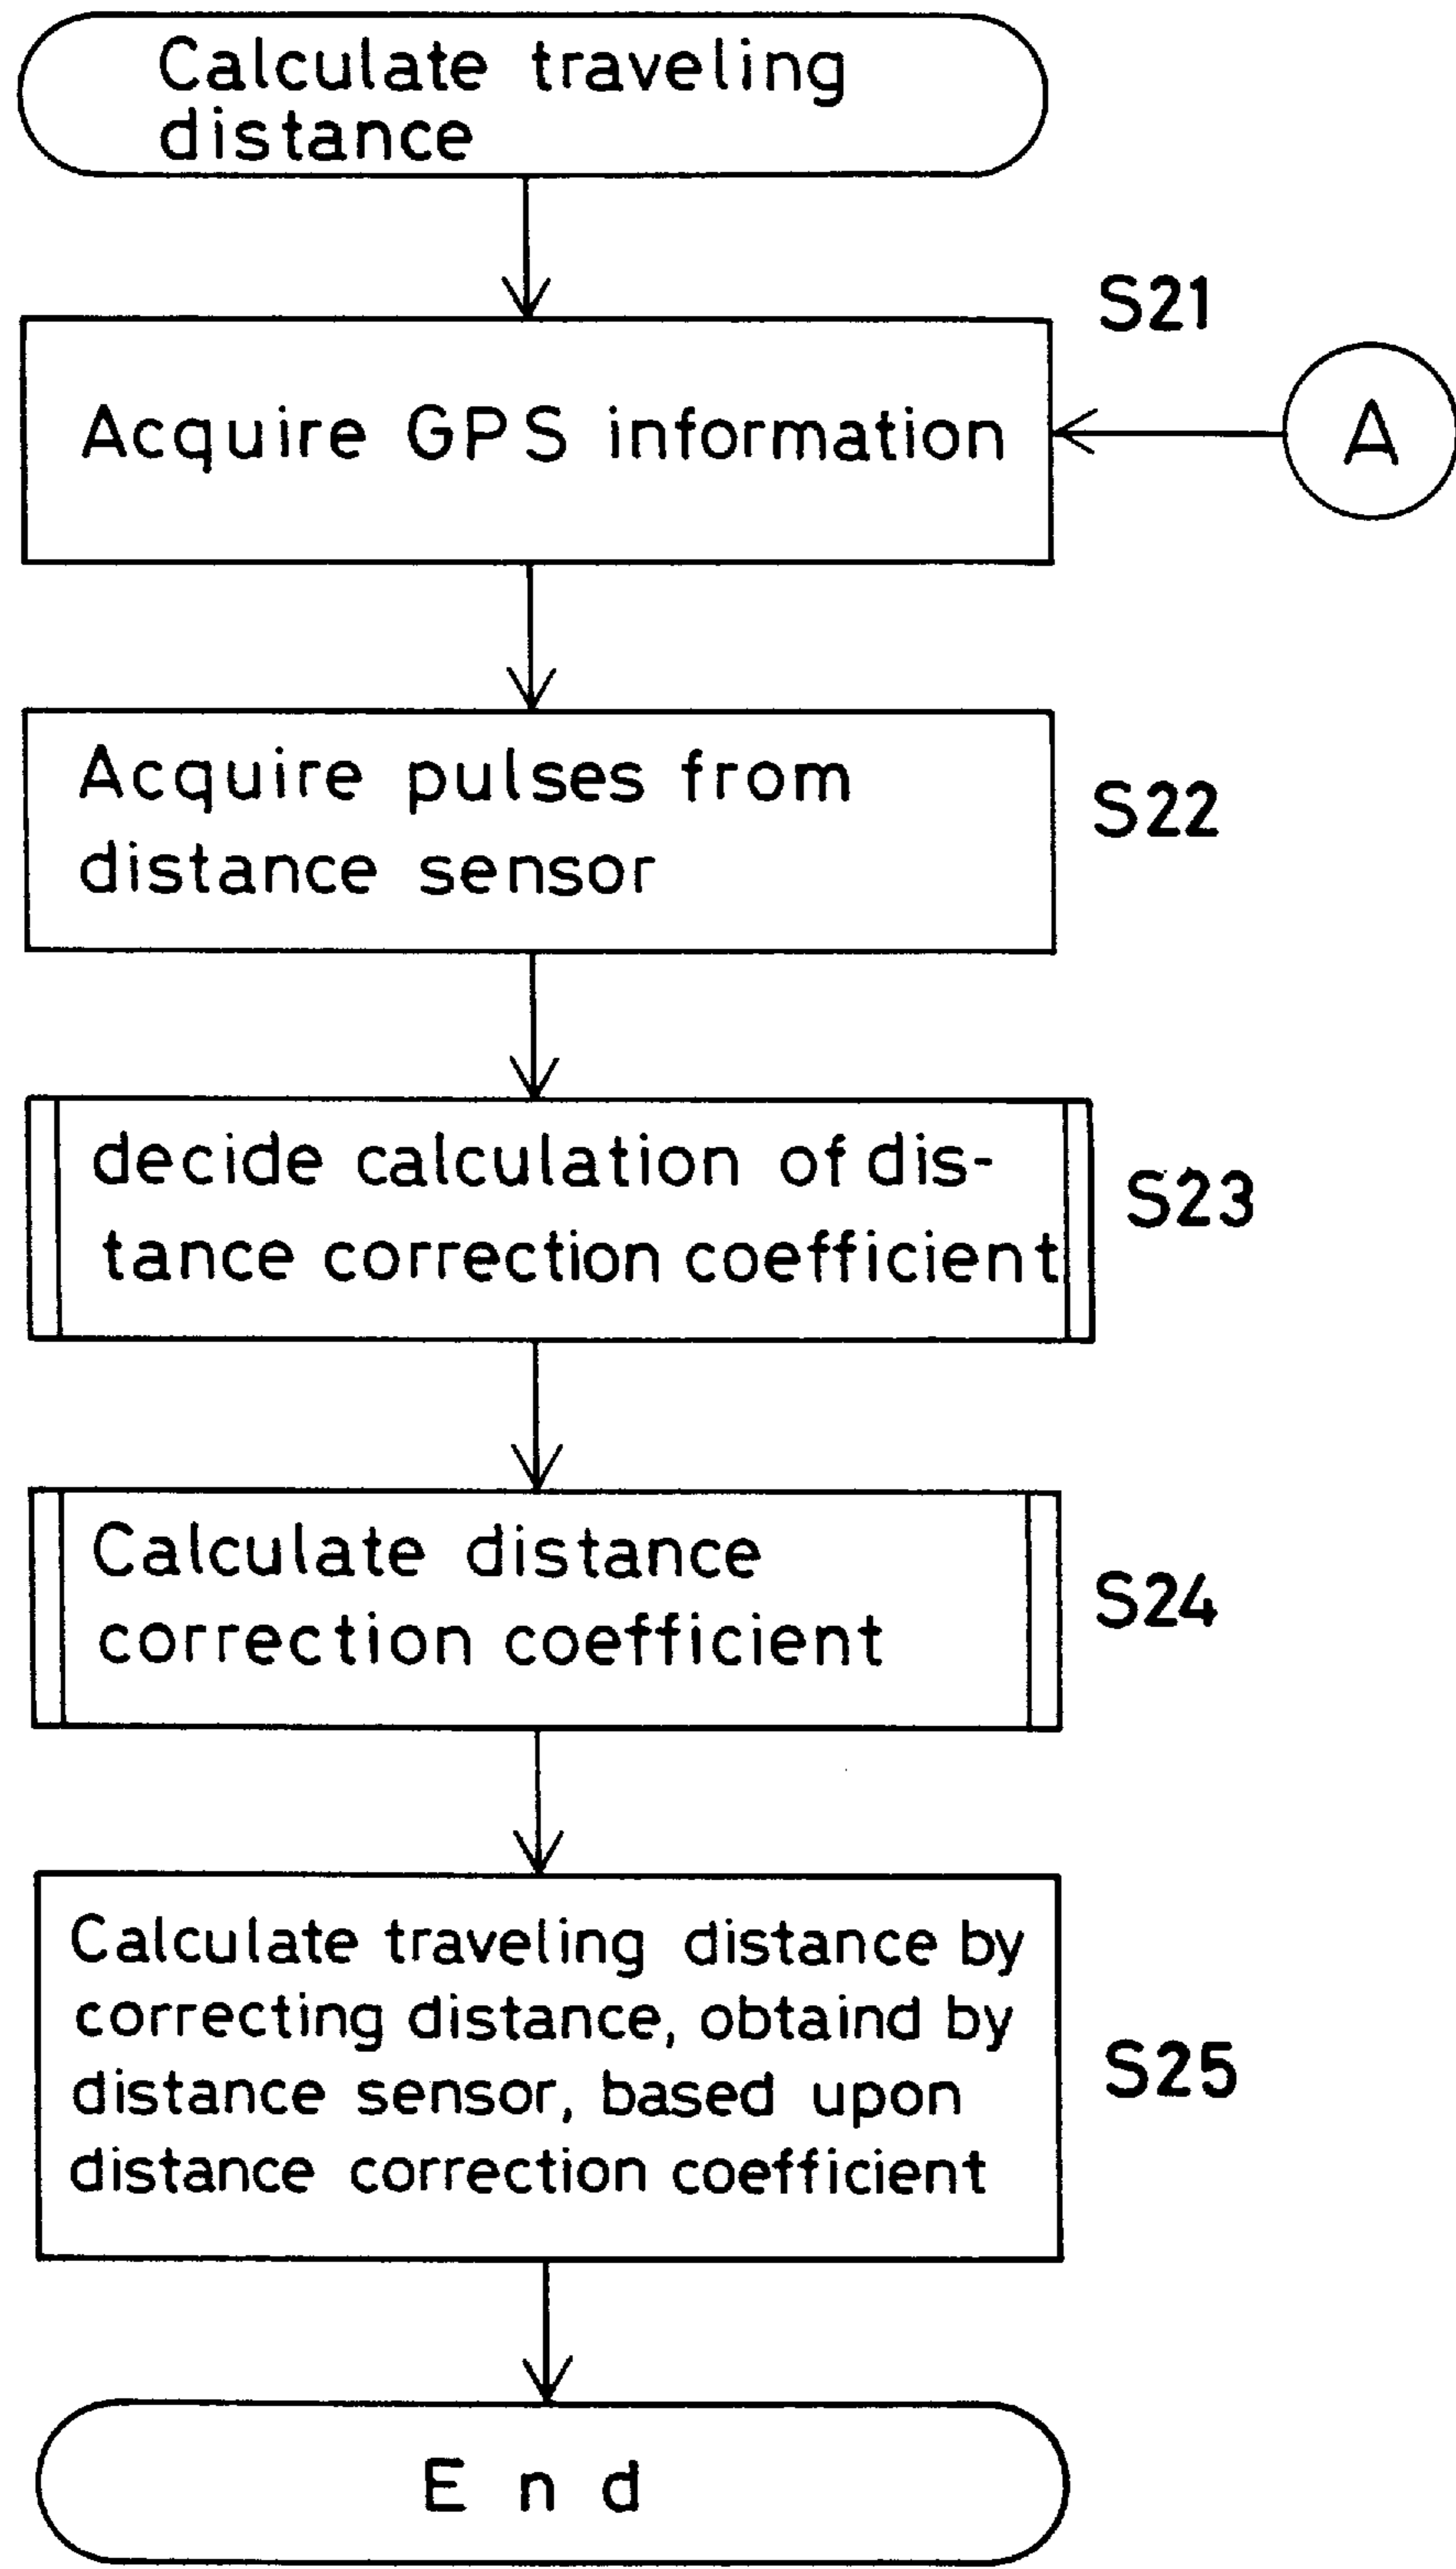 Calculate traveling
distance
S21
Acquire GPS information
A
Acquire pulses from
distance sensor
S22
decide calculation of dis-
tance correction coefficient
S23
Calculate distance
correction coefficient
S24
Calculate traveling distance by
correcting distance, obtaind by
distance sensor, based upon
distance correction coefficient
S25
End